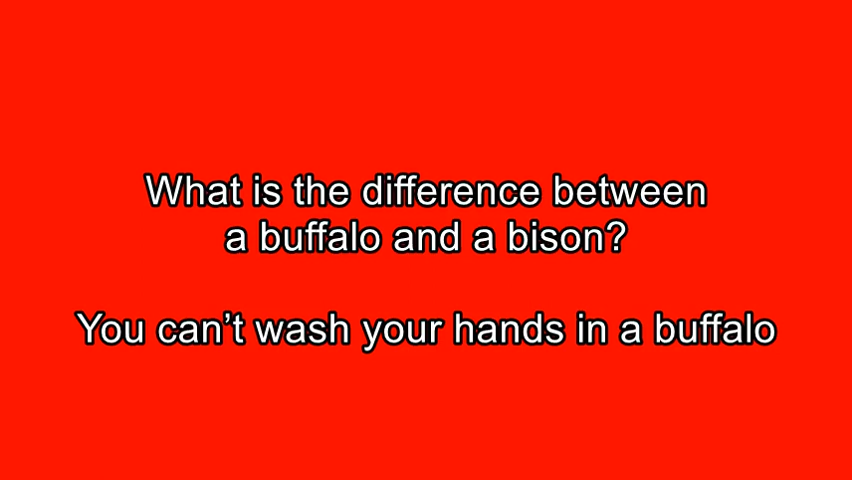 What is the difference between
a buffalo and a bison?
You can’t wash your hands in a buffalo